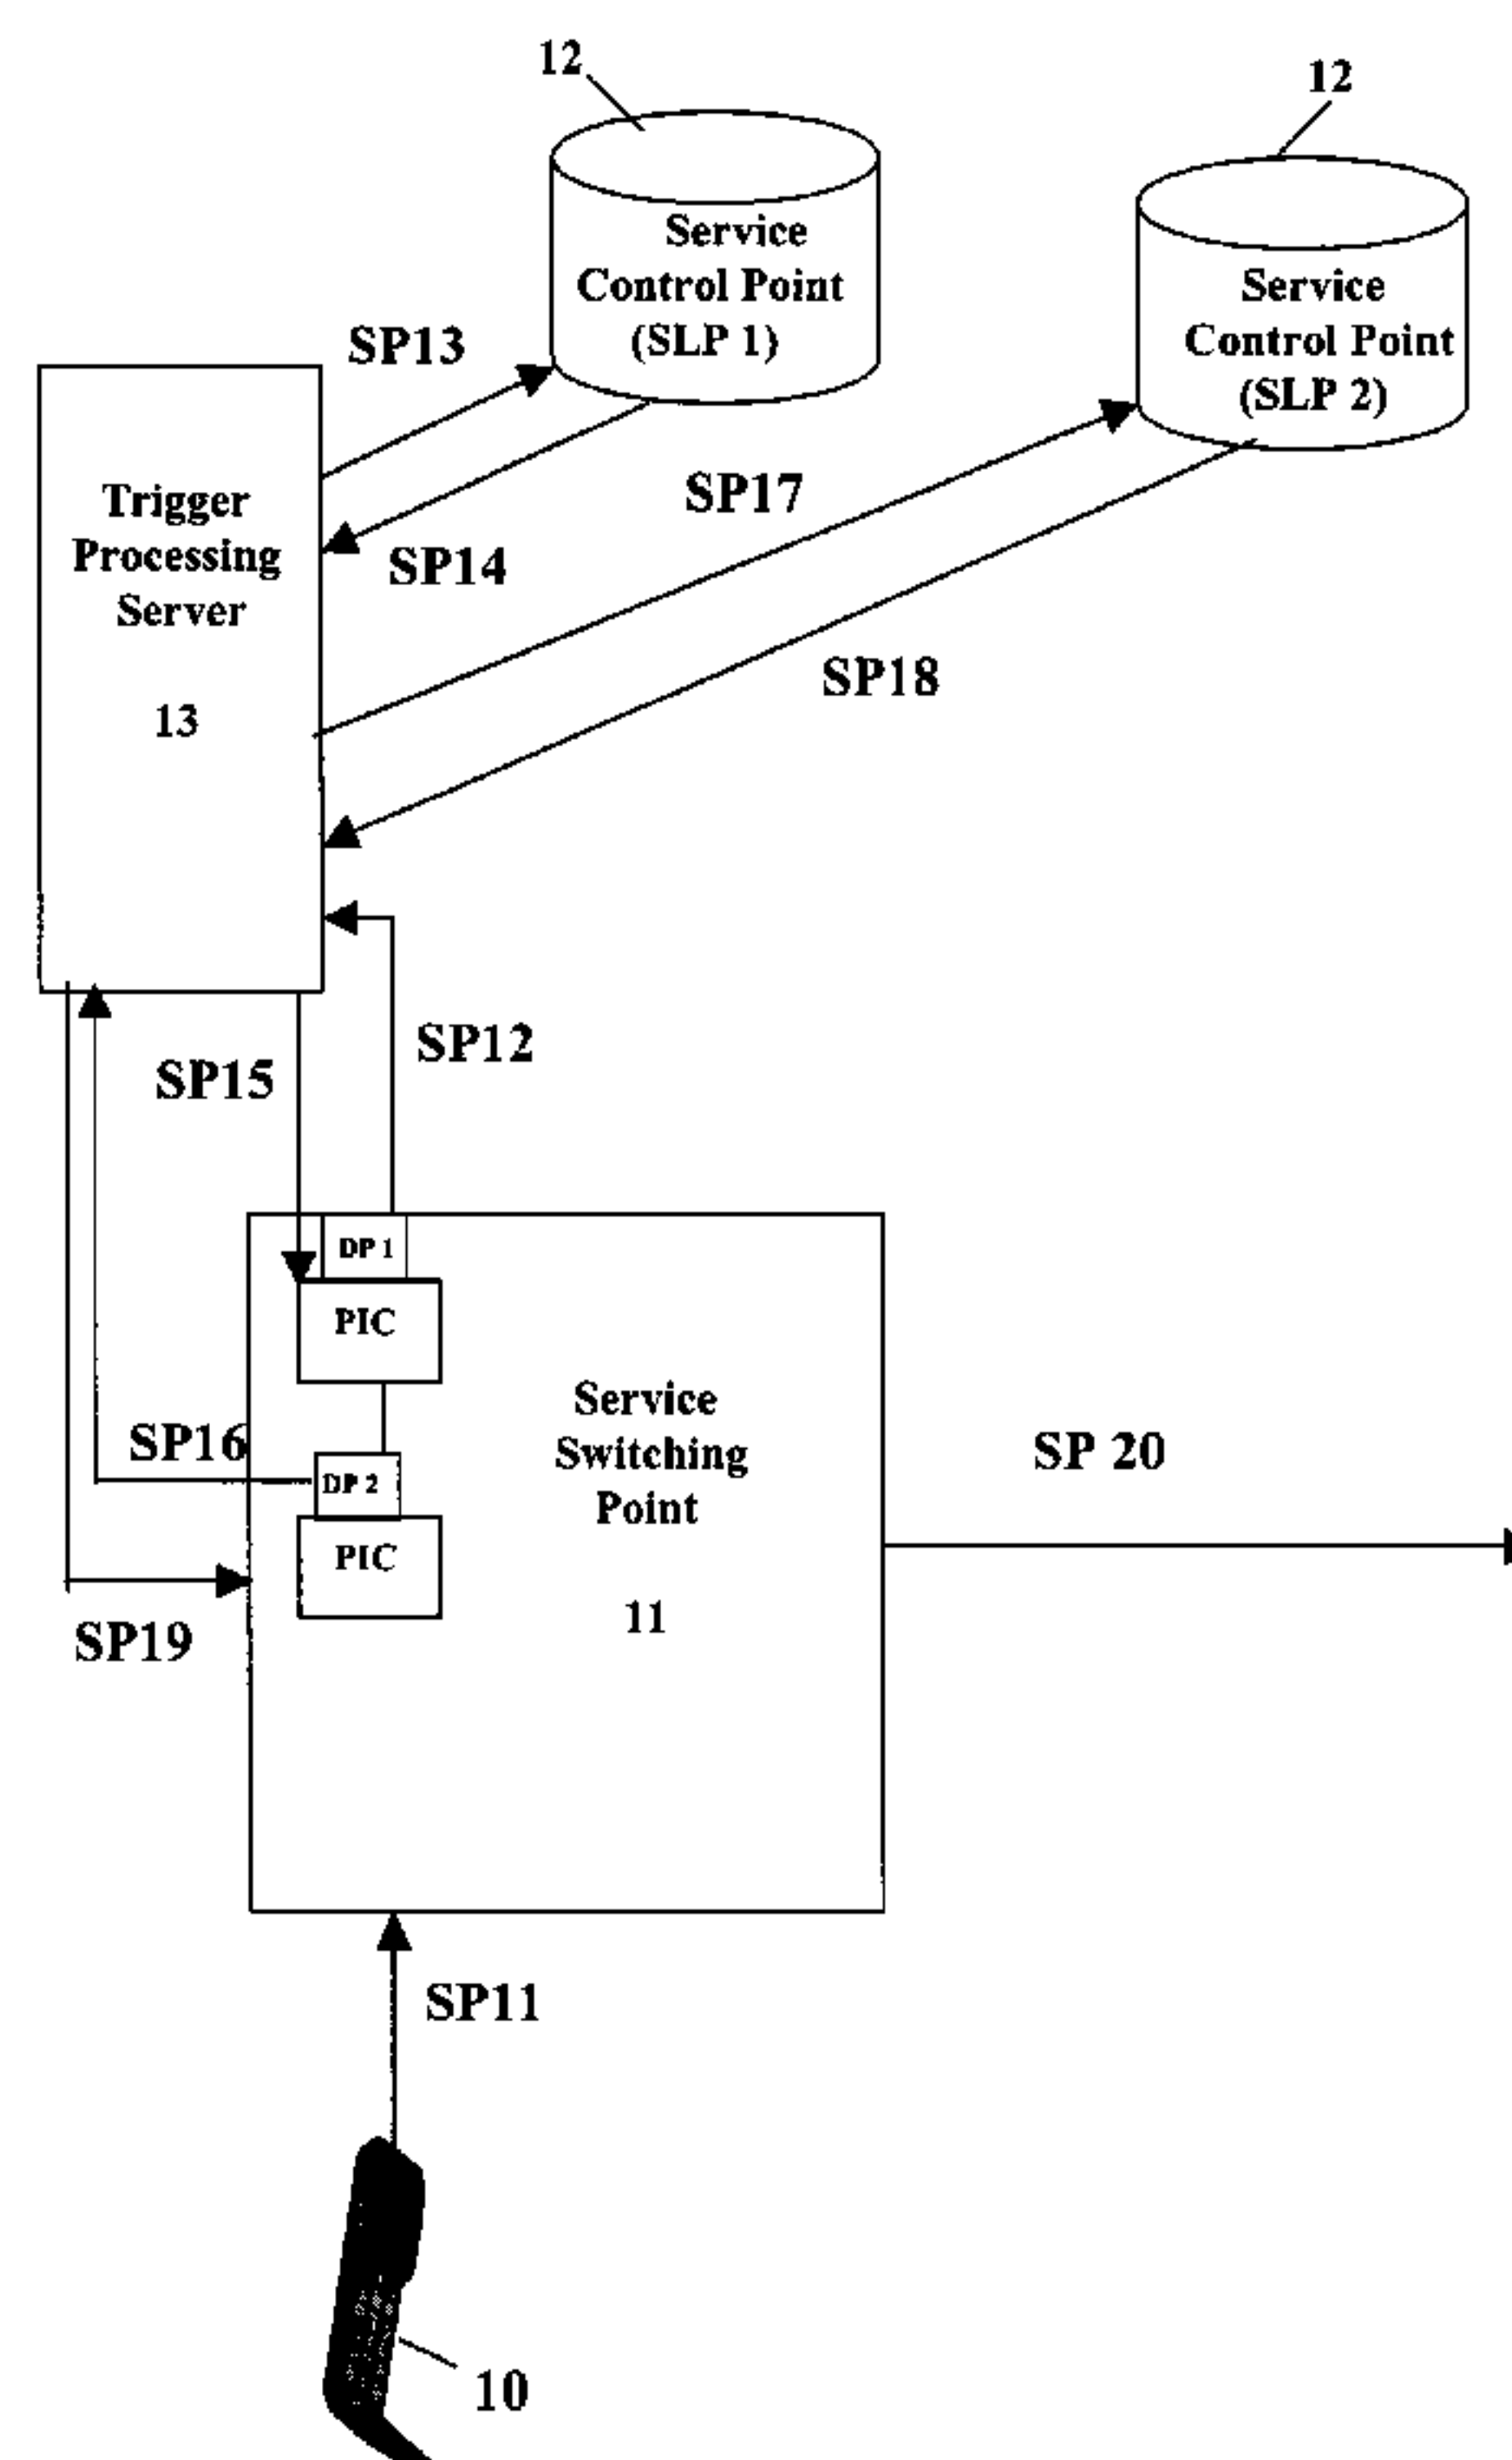 12
12
Service
Control Point
(SLP 1)
Service
Control Point
(SLP 2)
SP13
Trigger
Processing
Server
13
SP14
SP17
SP18
SP12
SP15
DP 1
PIC
Service
Switching
Point
11
SP16
DP 2
PIC
SP 20
SP19
SP11
10